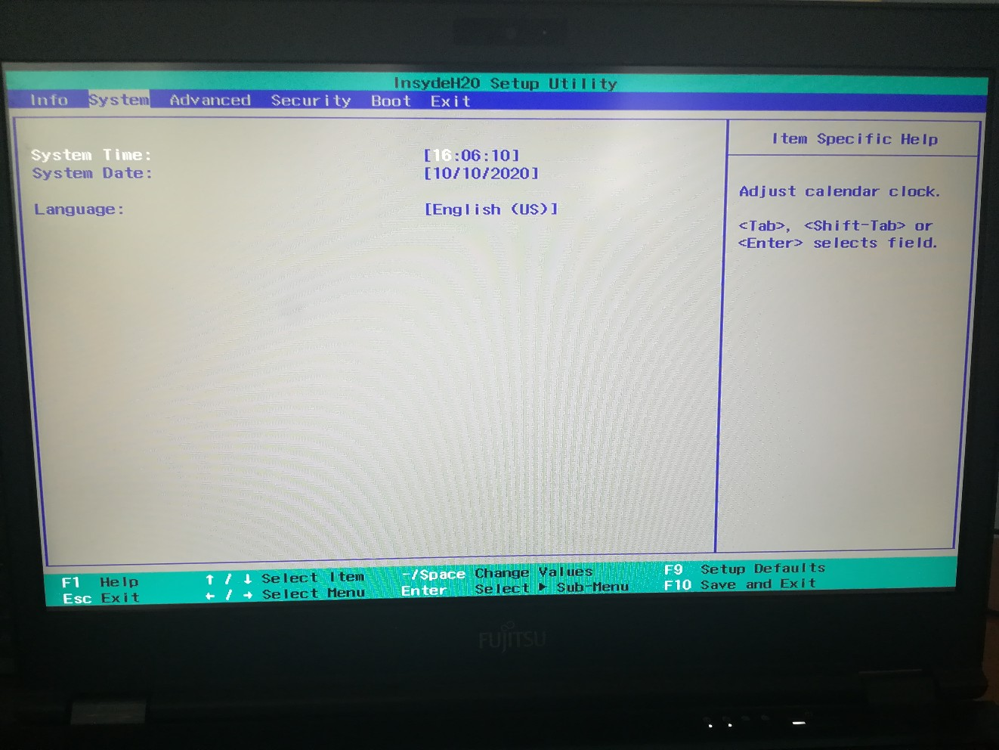 InsydeH20 Setup Utility
Info System Advanced Security Boot Exit
System Time: [16:06:10]
System Date: [10/10/2020]
Language: [English (US)]
Item Specific Help
Adjust calendar clock.
<Tab>, <Shift-Tab> or
<Enter> selects field.
F1 Help ↑ / ↓ Select Item -/Space Change Values F9 Setup Defaults
Esc Exit ← / → Select Menu Enter Select ▶ Sub-Menu F10 Save and Exit
FUJITSU